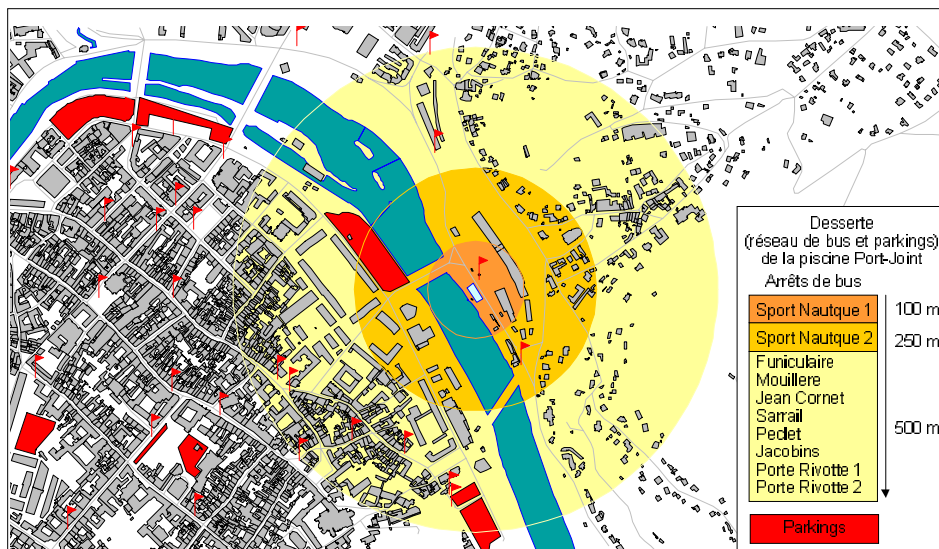 Desserte
(réseau de bus et parkings)
de la piscine Port-Joint
Arrêts de bus
Sport Nautque 1
100 m
Sport Nautque 2
250 m
Funiculaire
Mouillere
Jean Cornet
Sarrail
500 m
Peclet
Jacobins
Porte Rivotte 1
Porte Rivotte 2
Parkings